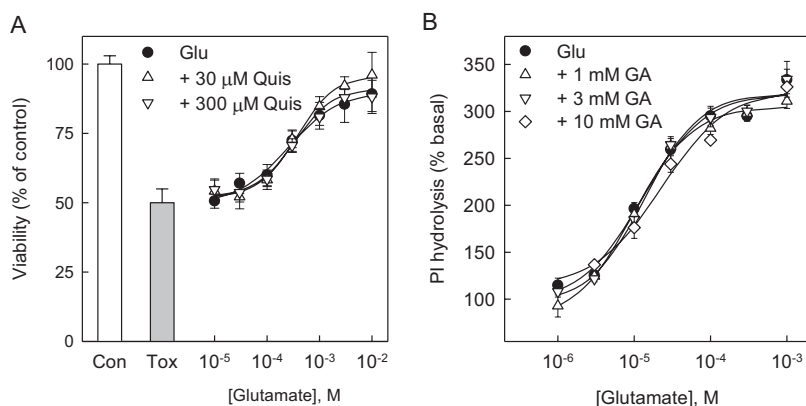 A
Viability (% of control)
100
75
50
25
0
Glu
+ 30 μM Quis
+ 300 μM Quis
Con
Tox
10⁻⁵
10⁻⁴
10⁻³
10⁻²
[Glutamate], M
B
PI hydrolysis (% basal)
350
300
250
200
150
100
Glu
+ 1 mM GA
+ 3 mM GA
+ 10 mM GA
10⁻⁶
10⁻⁵
10⁻⁴
10⁻³
[Glutamate], M